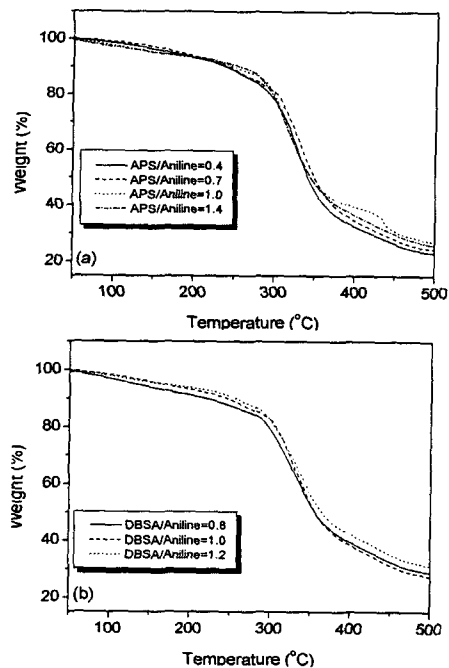 100
80
60
40
20
Weight (%)
APS/Aniline=0.4
APS/Aniline=0.7
APS/Aniline=1.0
APS/Aniline=1.4
(a)
100
200
300
400
500
Temperature (°C)
100
80
60
40
20
Weight (%)
DBSA/Aniline=0.8
DBSA/Aniline=1.0
DBSA/Aniline=1.2
(b)
100
200
300
400
500
Temperature (°C)